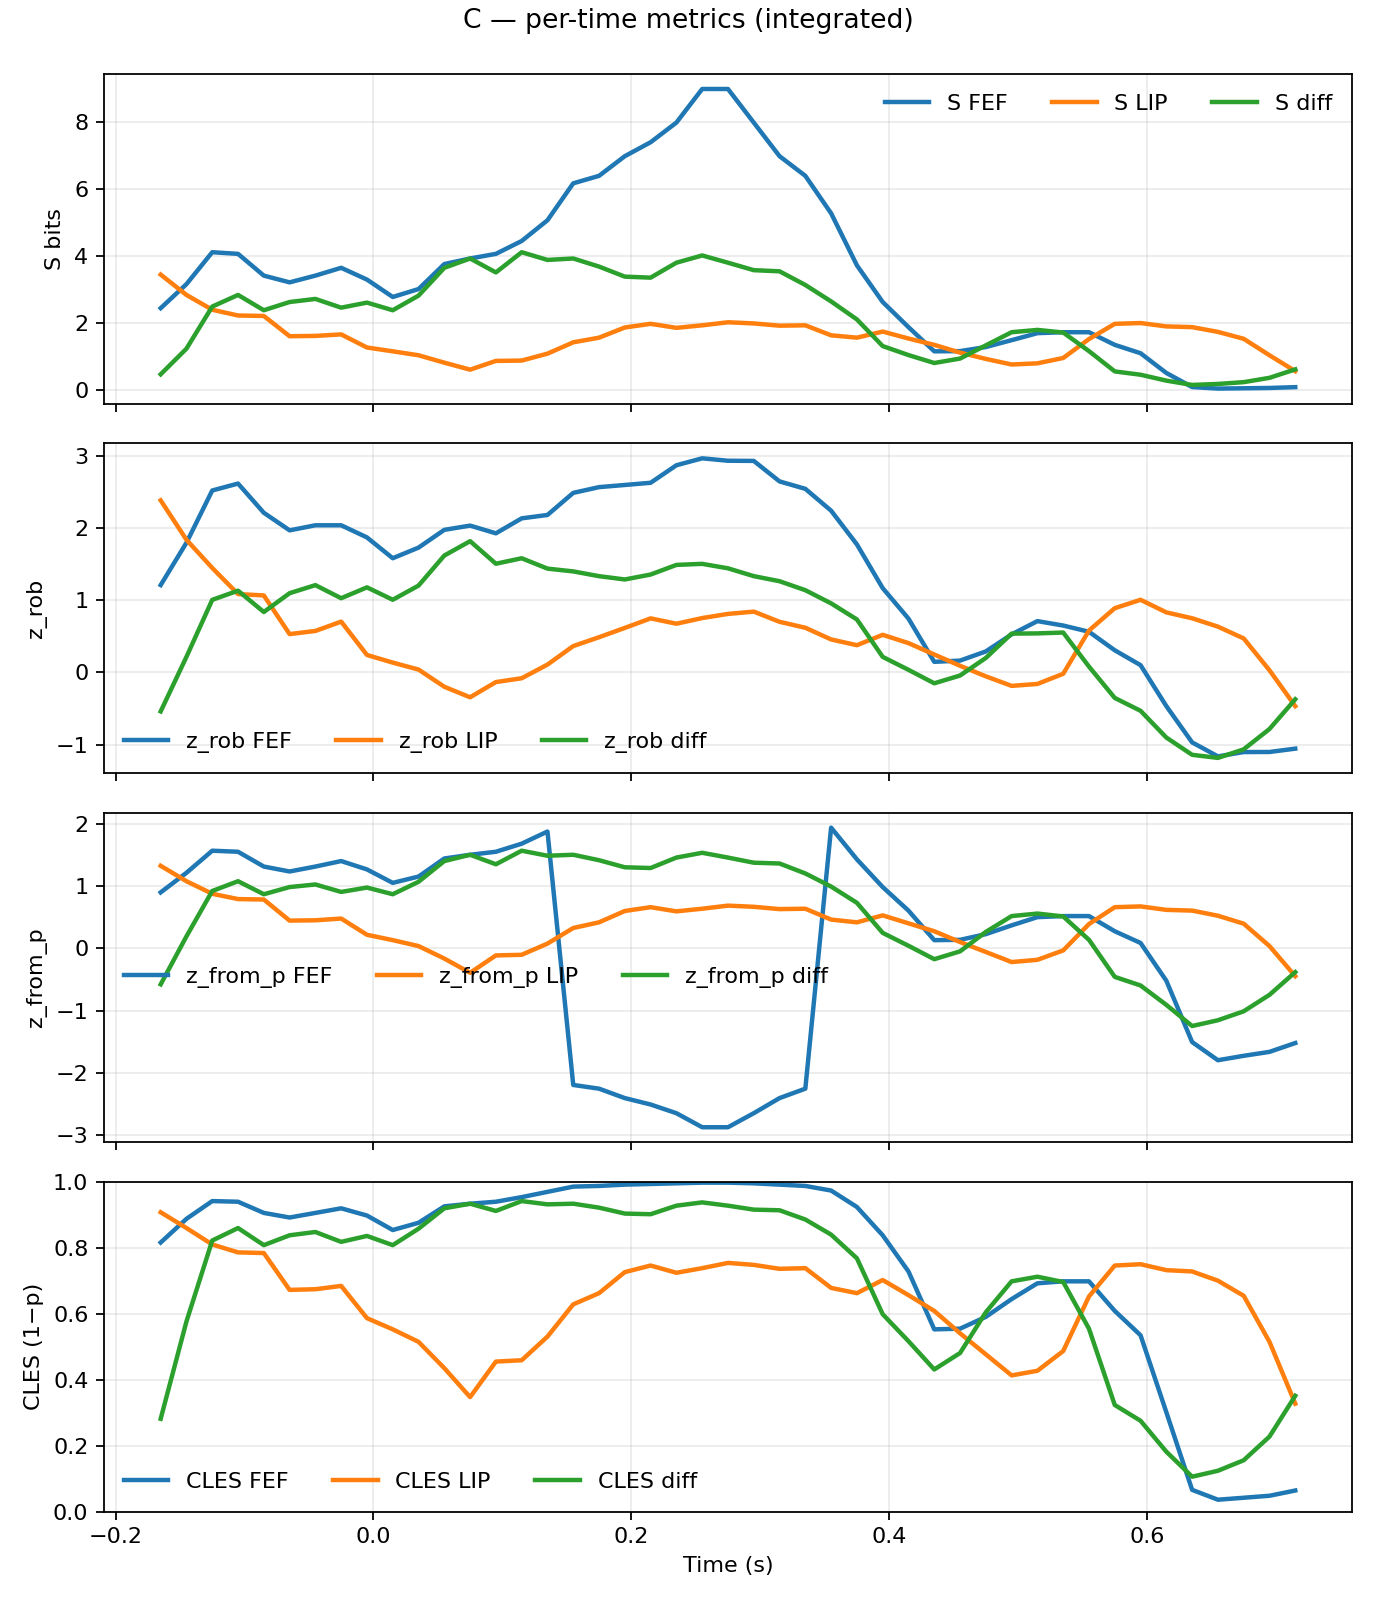 C — per-time metrics (integrated)
S FEF S LIP S diff
8
6
4
2
0
S bits
3
2
1
0
−1
z_rob
z_rob FEF z_rob LIP z_rob diff
2
1
0
−1
−2
−3
z_from_p
z_from_p FEF z_from_p LIP z_from_p diff
1.0
0.8
0.6
0.4
0.2
0.0
CLES (1−p)
CLES FEF CLES LIP CLES diff
−0.2 0.0 0.2 0.4 0.6
Time (s)